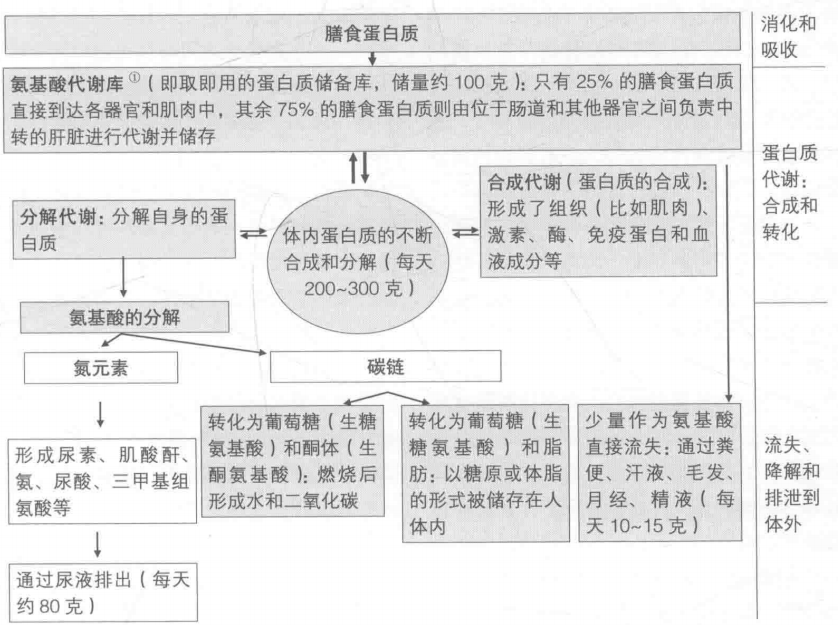 膳食蛋白质
消化和
吸收
氨基酸代谢库①（即取即用的蛋白质储备库，储量约 100 克）：只有 25% 的膳食蛋白质
直接到达各器官和肌肉中，其余 75% 的膳食蛋白质则由位于肠道和其他器官之间负责中
转的肝脏进行代谢并储存
蛋白质
代谢：
合成和
转化
分解代谢：分解自身的蛋
白质
体内蛋白质的不断
合成和分解（每天
200~300 克）
合成代谢（蛋白质的合成）：
形成了组织（比如肌肉）、
激素、酶、免疫蛋白和血
液成分等
氨基酸的分解
氮元素
碳链
形成尿素、肌酸酐、
氨、尿酸、三甲基组
氨酸等
转化为葡萄糖（生糖
氨基酸）和酮体（生
酮氨基酸）；燃烧后
形成水和二氧化碳
转化为葡萄糖（生
糖氨基酸）和脂
肪；以糖原或体脂
的形式被储存在人
体内
少量作为氨基酸
直接流失：通过粪
便、汗液、毛发、
月经、精液（每
天 10~15 克）
流失、
降解和
排泄到
体外
通过尿液排出（每天
约 80 克）